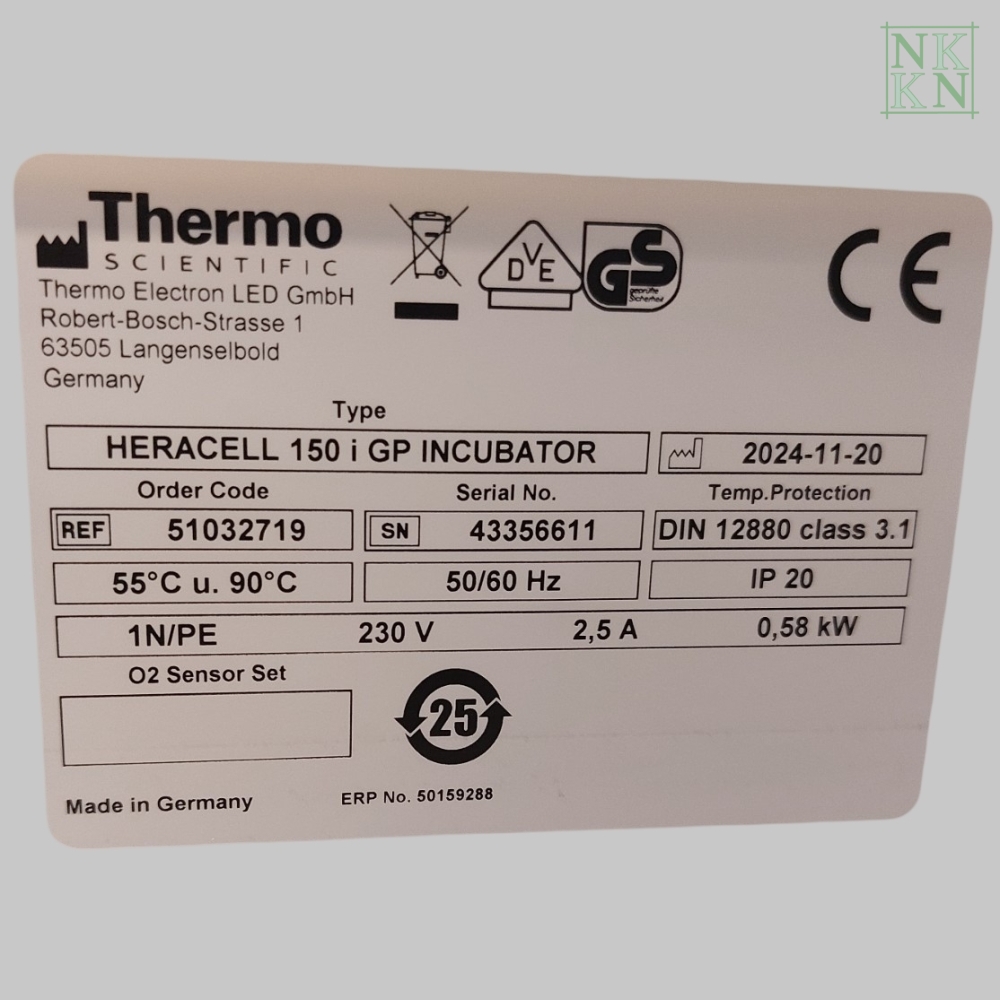 NK
KN
Thermo
SCIENTIFIC
Thermo Electron LED GmbH
Robert-Bosch-Strasse 1
63505 Langenselbold
Germany
DVE
GS
geprüfte
Sicherheit
CE
Type
HERACELL 150 i GP INCUBATOR
2024-11-20
Order Code
Serial No.
Temp.Protection
REF 51032719
SN 43356611
DIN 12880 class 3.1
55°C u. 90°C
50/60 Hz
IP 20
1N/PE 230 V 2,5 A 0,58 kW
O2 Sensor Set
25
Made in Germany
ERP No. 50159288